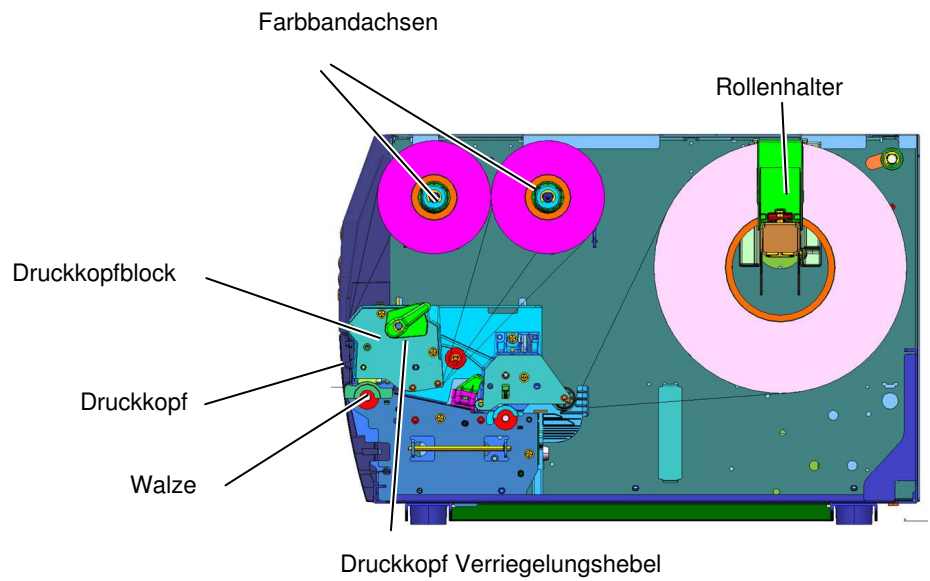 Farbbandachsen
Rollenhalter
Druckkopfblock
Druckkopf
Walze
Druckkopf Verriegelungshebel